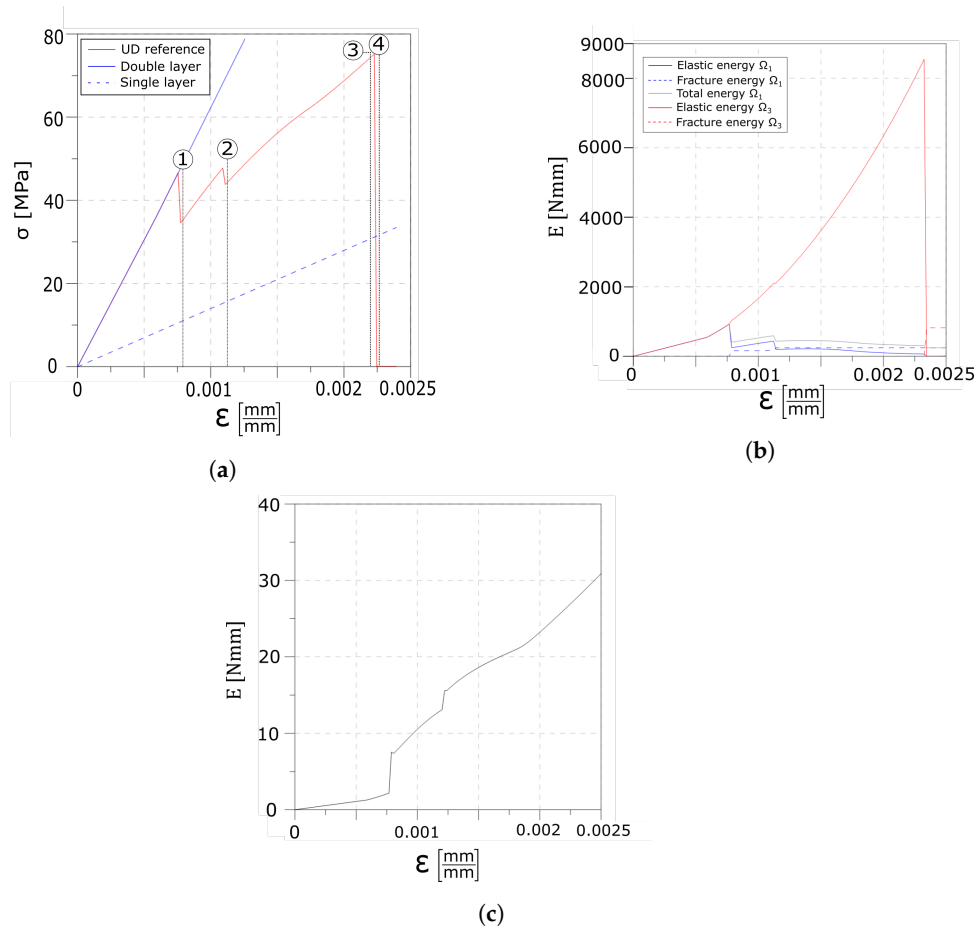 80
60
40
20
0
σ [MPa]
UD reference
Double layer
Single layer
1
2
3
4
0
0.001
0.002
0.0025
ε [mm/mm]
(a)
9000
8000
6000
4000
2000
0
E [Nmm]
Elastic energy Ω₁
Fracture energy Ω₁
Total energy Ω₁
Elastic energy Ω₃
Fracture energy Ω₃
0
0.001
0.002
0.0025
ε [mm/mm]
(b)
40
30
20
10
0
E [Nmm]
0
0.001
0.002
0.0025
ε [mm/mm]
(c)